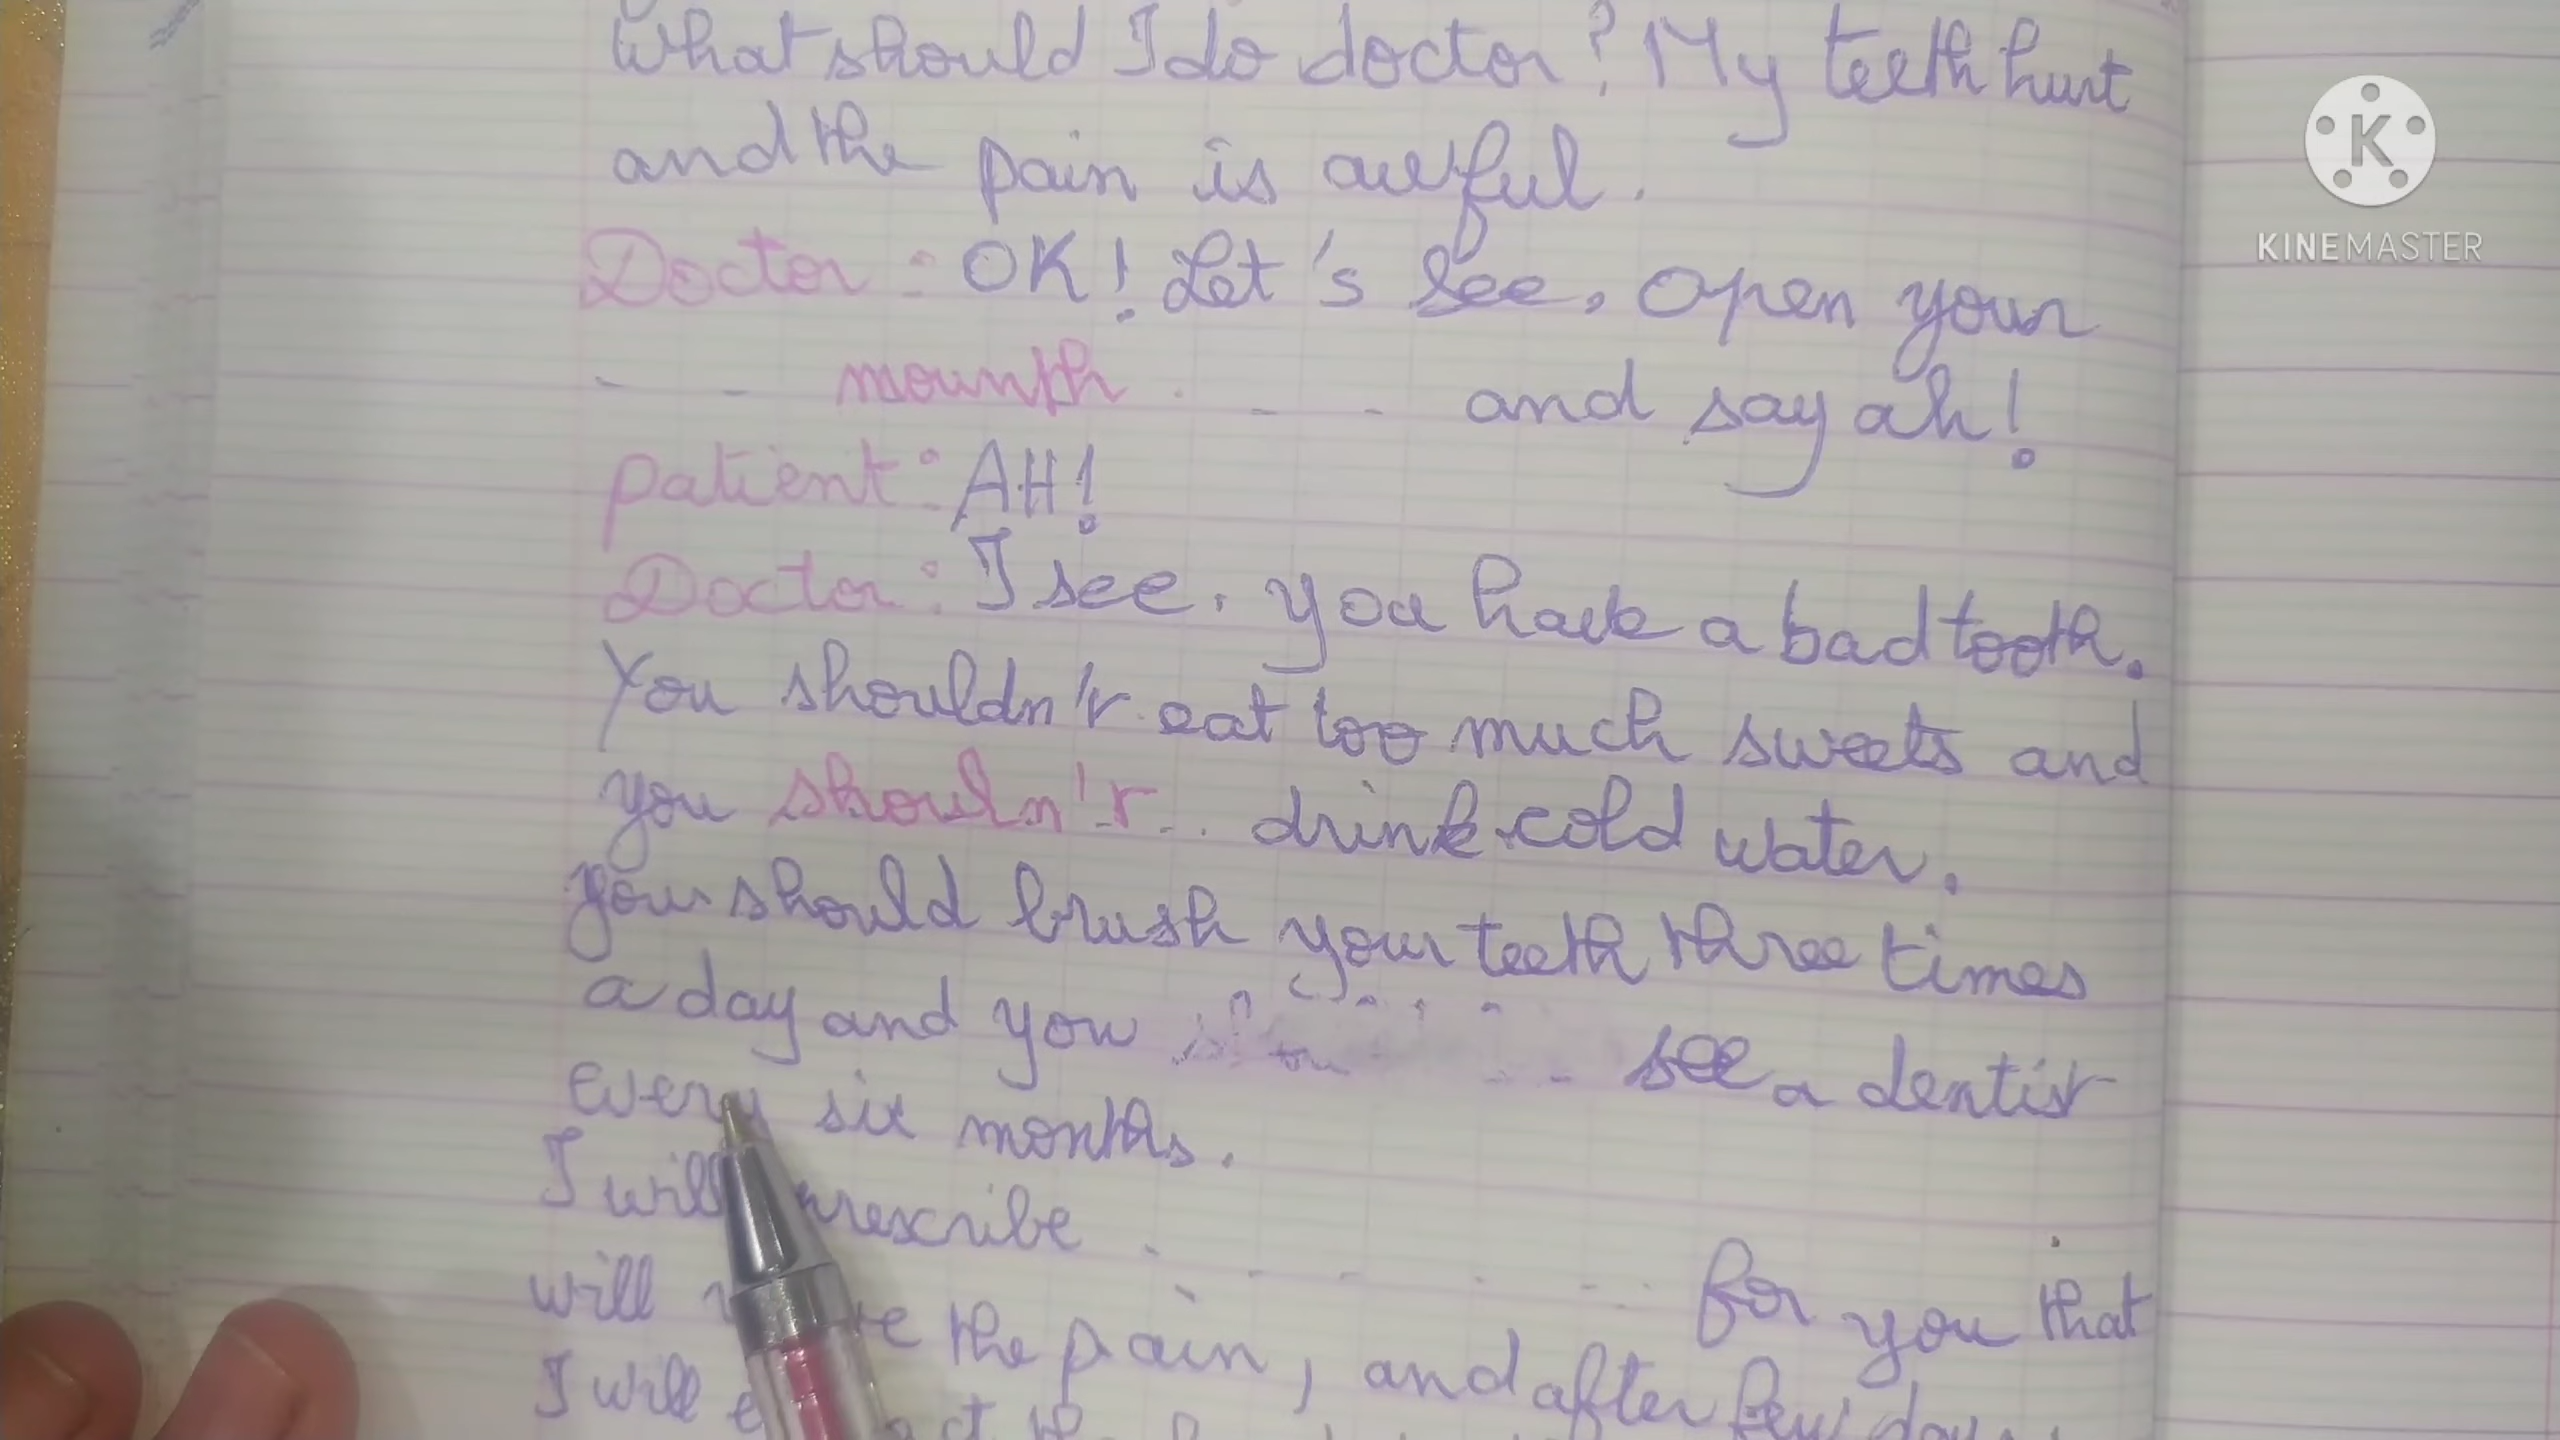 What should I do doctor? My teeth hurt
and the pain is awful.
Doctor: OK! Let's see, open your
mounth and say ah!
patient: AH!
Doctor: I see. you have a bad tooth.
You shouldn't eat too much sweets and
you shouln't drink cold water.
you should brush your teeth three times
a day and you see a dentist
every six months.
I will prescribe
for you that
will the pain, and after few days
I will
K
KINEMASTER